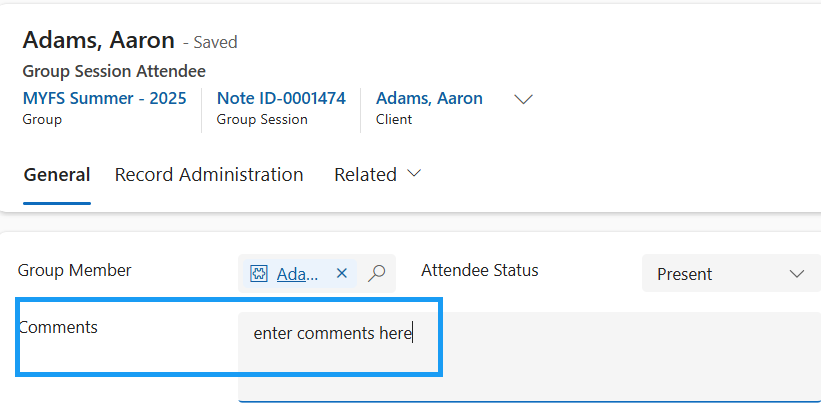 Adams, Aaron - Saved
Group Session Attendee
MYFS Summer - 2025 Note ID-0001474 Adams, Aaron
Group Group Session Client
General Record Administration Related
Group Member Ada... Attendee Status Present
Comments enter comments here